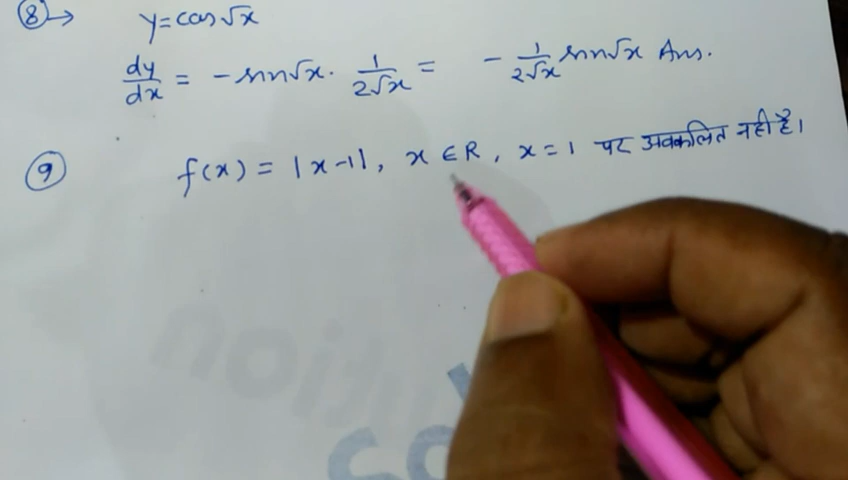 ⑧→ y = cos√x
dy/dx = - sin√x · 1/2√x = - 1/2√x sin√x Ans.
⑨ f(x) = |x-1|, x ∈ R, x = 1 पर अवकलित नही है।